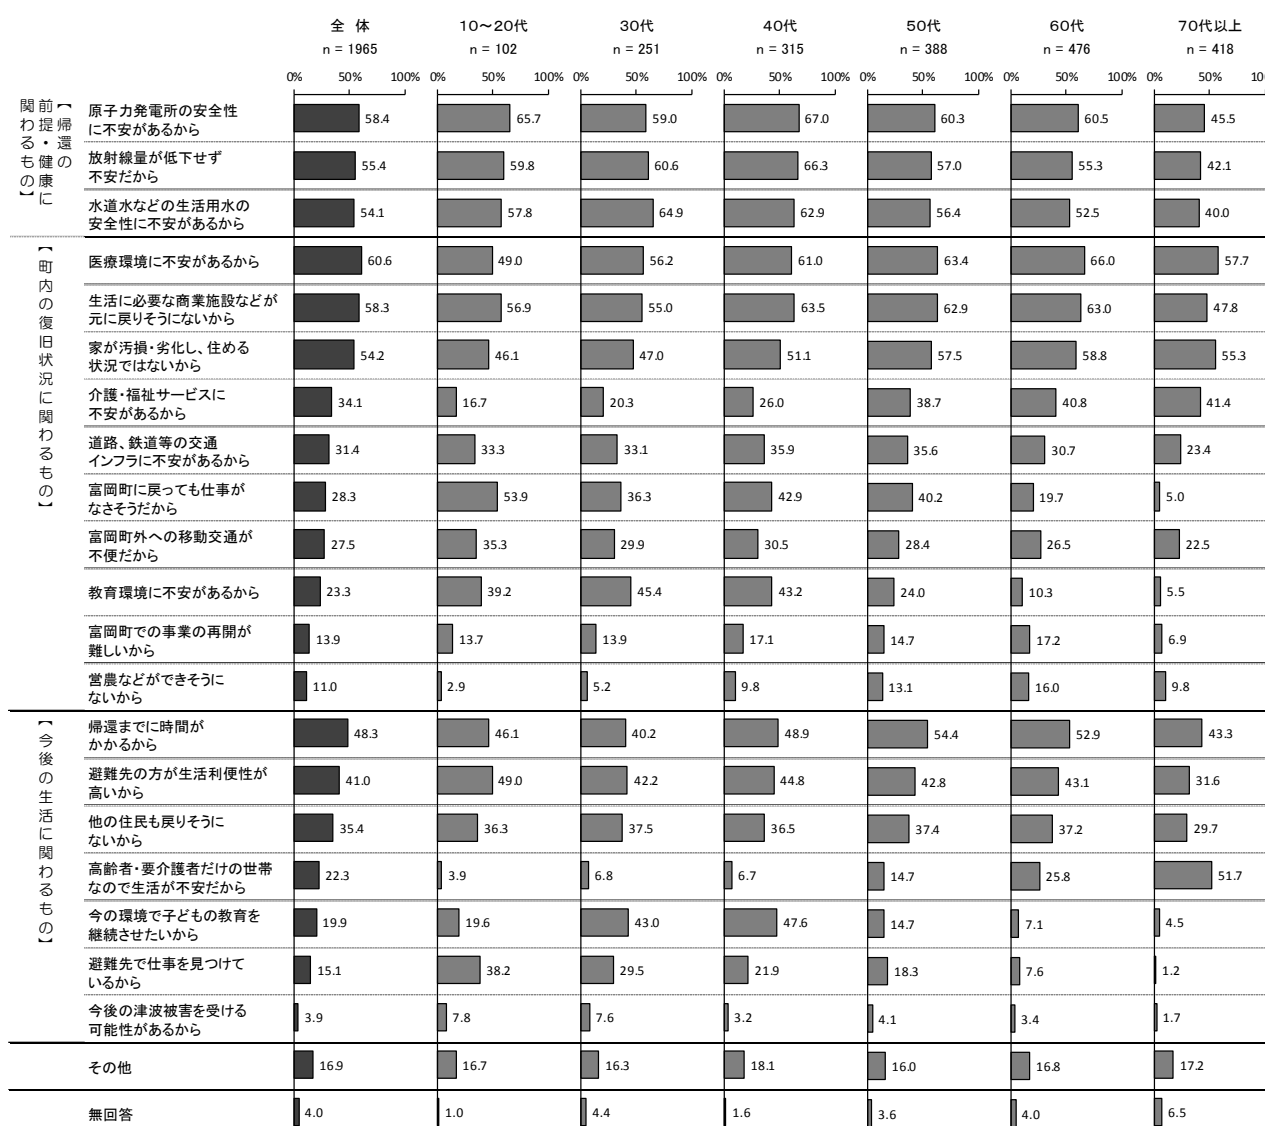 全 体
10～20代
30代
40代
50代
60代
70代以上
n = 1965
n = 102
n = 251
n = 315
n = 388
n = 476
n = 418
0% 50% 100% 0% 50% 100% 0% 50% 100% 0% 50% 100% 0% 50% 100% 0% 50% 100% 0% 50%
【帰還の
前提・健康に
関わるもの】
原子力発電所の安全性
に不安があるから
58.4 65.7 59.0 67.0 60.3 60.5 45.5
放射線量が低下せず
不安だから
55.4 59.8 60.6 66.3 57.0 55.3 42.1
水道水などの生活用水の
安全性に不安があるから
54.1 57.8 64.9 62.9 56.4 52.5 40.0
【町内の復旧状況に関わるもの】
医療環境に不安があるから
60.6 49.0 56.2 61.0 63.4 66.0 57.7
生活に必要な商業施設などが
元に戻りそうにないから
58.3 56.9 55.0 63.5 62.9 63.0 47.8
家が汚損・劣化し、住める
状況ではないから
54.2 46.1 47.0 51.1 57.5 58.8 55.3
介護・福祉サービスに
不安があるから
34.1 16.7 20.3 26.0 38.7 40.8 41.4
道路、鉄道等の交通
インフラに不安があるから
31.4 33.3 33.1 35.9 35.6 30.7 23.4
富岡町に戻っても仕事が
なさそうだから
28.3 53.9 36.3 42.9 40.2 19.7 5.0
富岡町外への移動交通が
不便だから
27.5 35.3 29.9 30.5 28.4 26.5 22.5
教育環境に不安があるから
23.3 39.2 45.4 43.2 24.0 10.3 5.5
富岡町での事業の再開が
難しいから
13.9 13.7 13.9 17.1 14.7 17.2 6.9
営農などができそうに
ないから
11.0 2.9 5.2 9.8 13.1 16.0 9.8
【今後の生活に関わるもの】
帰還までに時間が
かかるから
48.3 46.1 40.2 48.9 54.4 52.9 43.3
避難先の方が生活利便性が
高いから
41.0 49.0 42.2 44.8 42.8 43.1 31.6
他の住民も戻りそうに
ないから
35.4 36.3 37.5 36.5 37.4 37.2 29.7
高齢者・要介護者だけの世帯
なので生活が不安だから
22.3 3.9 6.8 6.7 14.7 25.8 51.7
今の環境で子どもの教育を
継続させたいから
19.9 19.6 43.0 47.6 14.7 7.1 4.5
避難先で仕事を見つけて
いるから
15.1 38.2 29.5 21.9 18.3 7.6 1.2
今後の津波被害を受ける
可能性があるから
3.9 7.8 7.6 3.2 4.1 3.4 1.7
その他
16.9 16.7 16.3 18.1 16.0 16.8 17.2
無回答
4.0 1.0 4.4 1.6 3.6 4.0 6.5